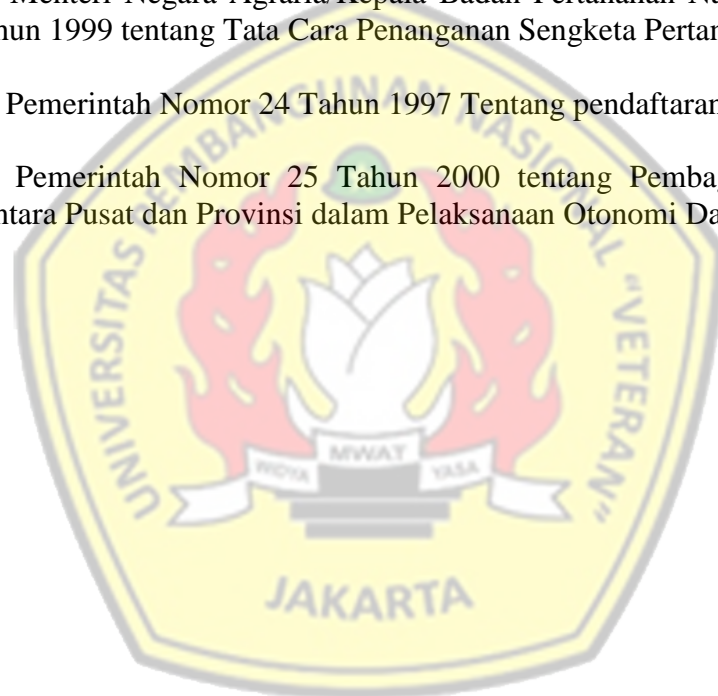 Menteri Negara Agraria/Kepala Badan Pertanahan Na
hun 1999 tentang Tata Cara Penanganan Sengketa Pertan
Pemerintah Nomor 24 Tahun 1997 Tentang pendaftaran
Pemerintah Nomor 25 Tahun 2000 tentang Pembag
ntara Pusat dan Provinsi dalam Pelaksanaan Otonomi Da
UNIVERSITAS PEMBANGUNAN NASIONAL "VETERAN"
WIDYA MWAT YASA
JAKARTA